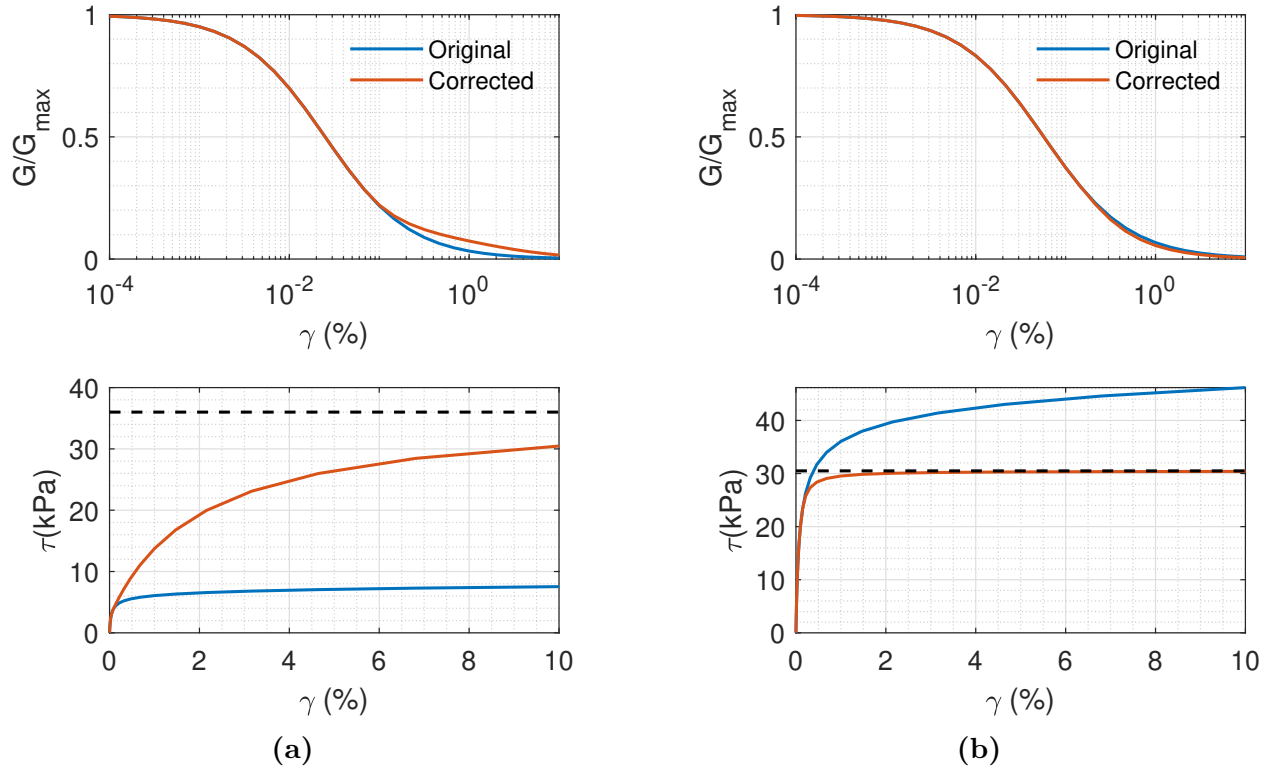 1
0.5
0
G/G_max
Original
Corrected
10^-4 10^-2 10^0
γ (%)
1
0.5
0
G/G_max
Original
Corrected
10^-4 10^-2 10^0
γ (%)
40
30
20
10
0
τ(kPa)
0 2 4 6 8 10
γ (%)
(a)
40
30
20
10
0
τ(kPa)
0 2 4 6 8 10
γ (%)
(b)